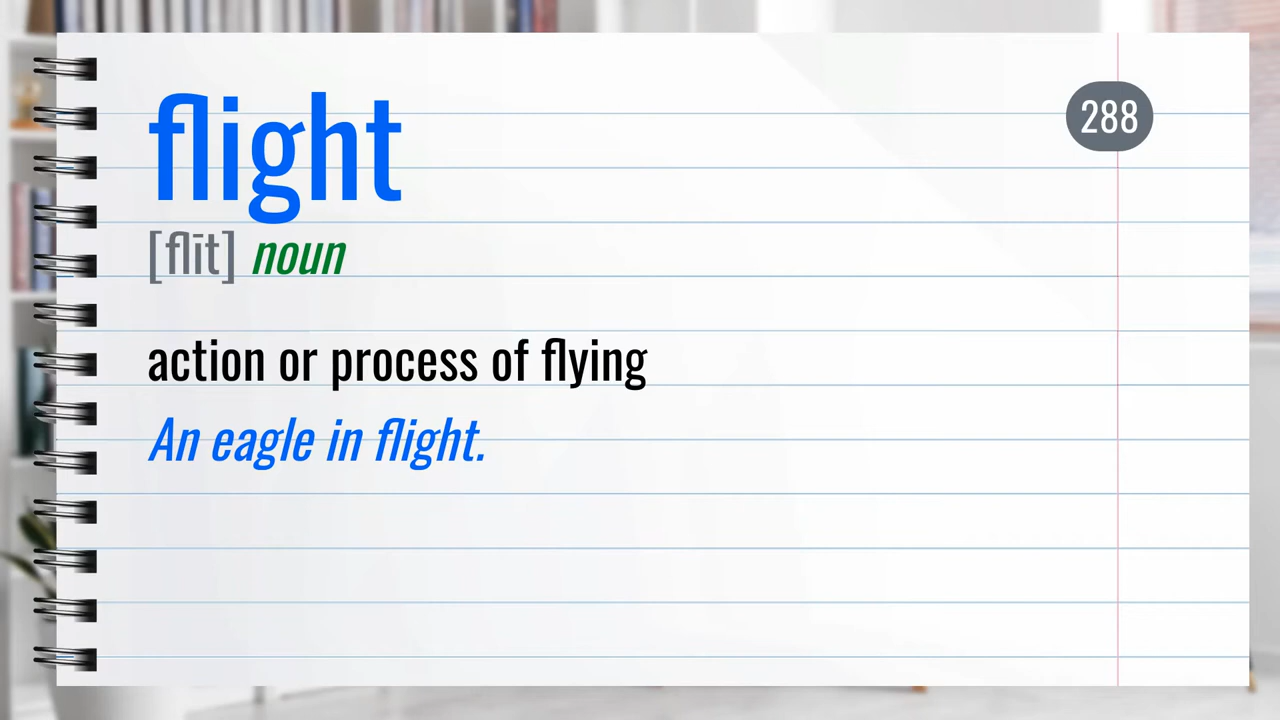 flight
288
[flīt] noun
action or process of flying
An eagle in flight.